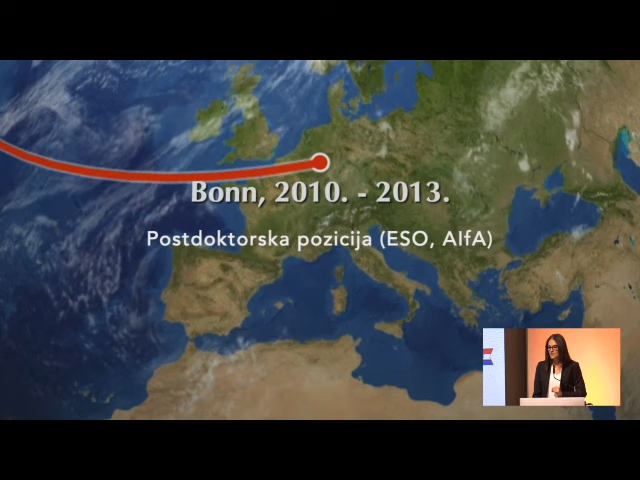 Bonn, 2010. - 2013.
Postdoktorska pozicija (ESO, AIfA)